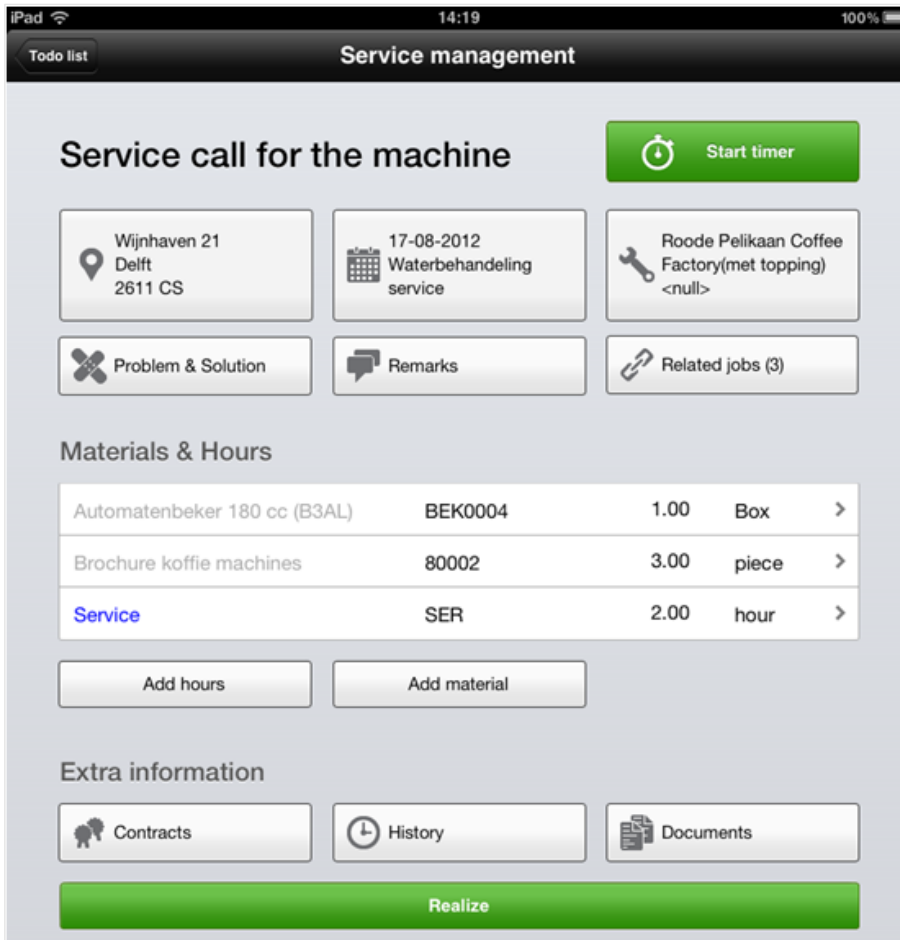 iPad 14:19 100%
Todo list Service management
Service call for the machine
Start timer
Wijnhaven 21
Delft
2611 CS
17-08-2012
Waterbehandeling
service
Roode Pelikaan Coffee
Factory(met topping)
<null>
Problem & Solution
Remarks
Related jobs (3)
Materials & Hours
Automatenbeker 180 cc (B3AL) BEK0004 1.00 Box
Brochure koffie machines 80002 3.00 piece
Service SER 2.00 hour
Add hours
Add material
Extra information
Contracts
History
Documents
Realize